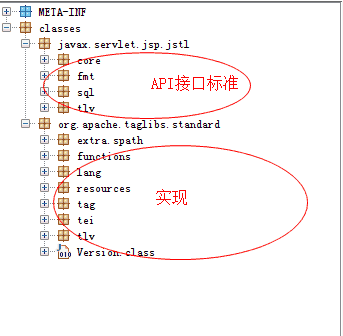 META-INF
classes
javax.servlet.jsp.jstl
core
fmt
API接口标准
sql
tlv
org.apache.taglibs.standard
extra.spath
functions
lang
resources
实现
tag
tei
tlv
Version.class